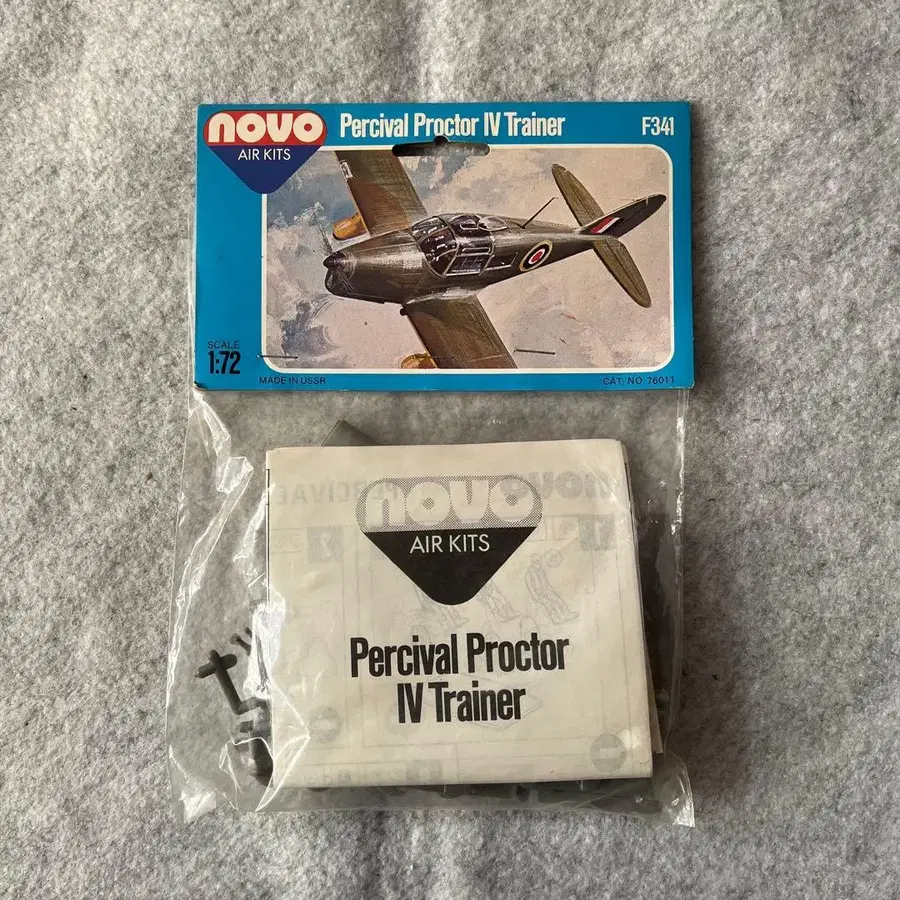 novo
AIR KITS
Percival Proctor IV Trainer
F341
SCALE
1:72
MADE IN USSR
CAT. NO 76011
novo
AIR KITS
Percival Proctor
IV Trainer